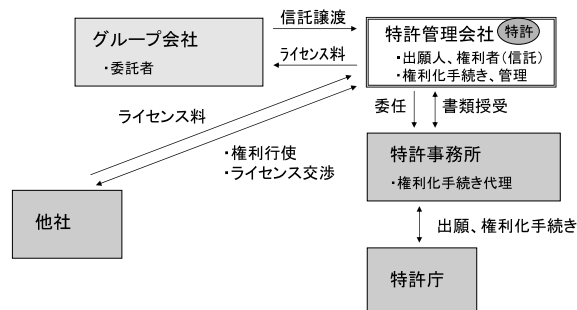 信託譲渡
グループ会社
・委託者
ライセンス料
特許管理会社
特許
・出願人、権利者(信託)
・権利化手続き、管理
委任
書類授受
ライセンス料
・権利行使
・ライセンス交渉
特許事務所
・権利化手続き代理
他社
出願、権利化手続き
特許庁